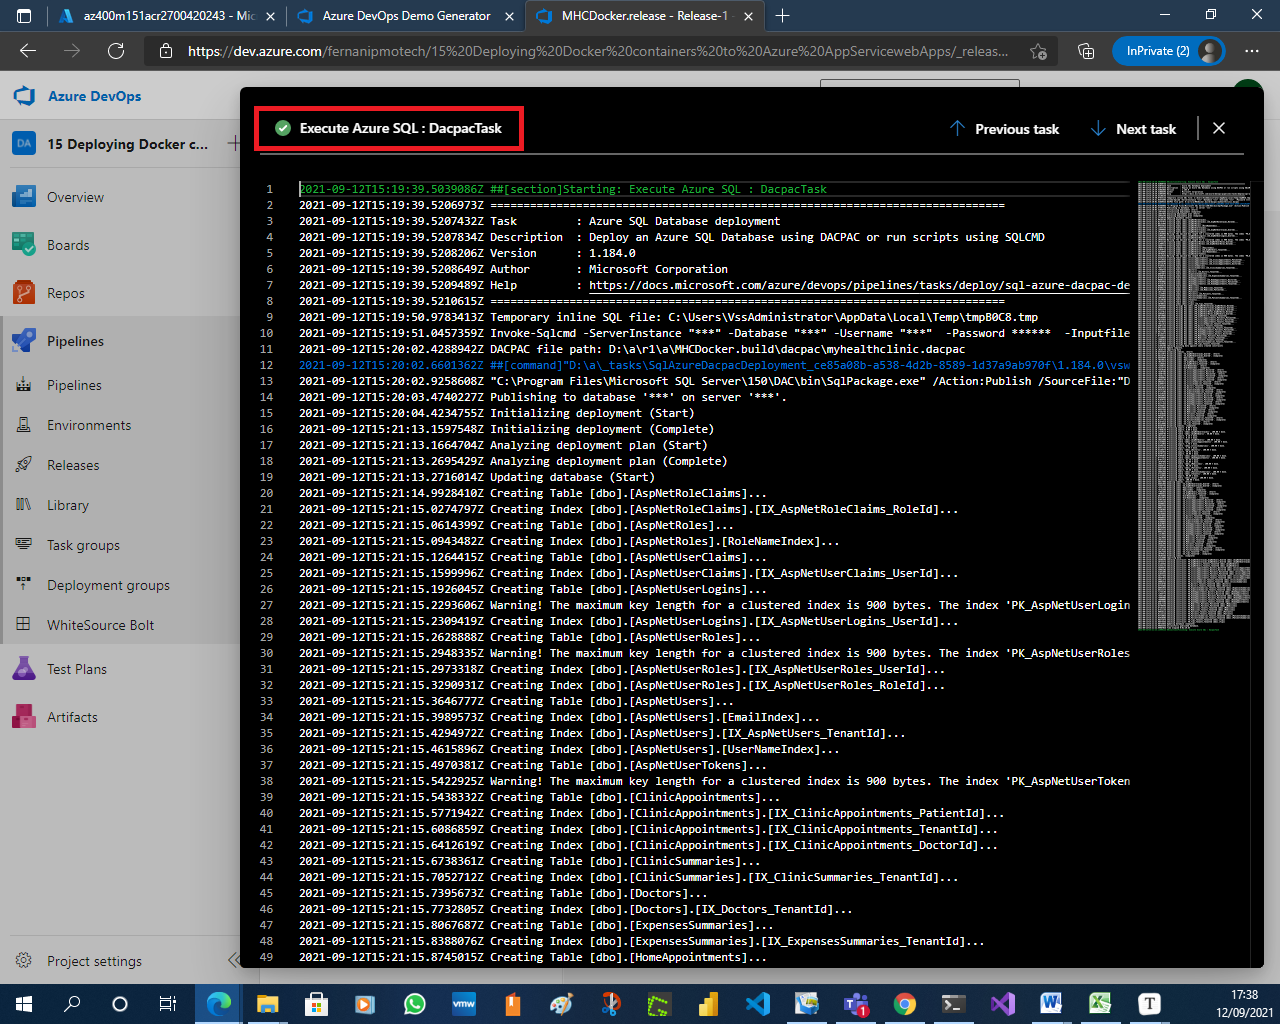 az400m151acr2700420243 - Mic
Azure DevOps Demo Generator
MHCDocker.release - Release-1 -
https://dev.azure.com/fernanipmotech/15%20Deploying%20Docker%20containers%20to%20Azure%20AppServicewebApps/_releas...
InPrivate (2)
Azure DevOps
DA
15 Deploying Docker c...
Overview
Boards
Repos
Pipelines
Pipelines
Environments
Releases
Library
Task groups
Deployment groups
WhiteSource Bolt
Test Plans
Artifacts
Project settings
Execute Azure SQL : DacpacTask
Previous task
Next task
1 2021-09-12T15:19:39.5039086Z ##[section]Starting: Execute Azure SQL : DacpacTask
2 2021-09-12T15:19:39.5206973Z ==============================================================================
3 2021-09-12T15:19:39.5207432Z Task         : Azure SQL Database deployment
4 2021-09-12T15:19:39.5207834Z Description  : Deploy an Azure SQL Database using DACPAC or run scripts using SQLCMD
5 2021-09-12T15:19:39.5208206Z Version      : 1.184.0
6 2021-09-12T15:19:39.5208649Z Author       : Microsoft Corporation
7 2021-09-12T15:19:39.5209489Z Help         : https://docs.microsoft.com/azure/devops/pipelines/tasks/deploy/sql-azure-dacpac-de
8 2021-09-12T15:19:39.5210615Z ==============================================================================
9 2021-09-12T15:19:50.9783413Z Temporary inline SQL file: C:\Users\VssAdministrator\AppData\Local\Temp\tmpB0C8.tmp
10 2021-09-12T15:19:51.0457359Z Invoke-Sqlcmd -ServerInstance "***" -Database "***" -Username "***"  -Password ******  -Inputfile
11 2021-09-12T15:20:02.4288942Z DACPAC file path: D:\a\r1\a\MHCDocker.build\dacpac\myhealthclinic.dacpac
12 2021-09-12T15:20:02.6601362Z ##[command]"D:\a\_tasks\SqlAzureDacpacDeployment_ce85a08b-a538-4d2b-8589-1d37a9ab970f\1.184.0\vsw
13 2021-09-12T15:20:02.9258608Z "C:\Program Files\Microsoft SQL Server\150\DAC\bin\SqlPackage.exe" /Action:Publish /SourceFile:"D
14 2021-09-12T15:20:03.4740227Z Publishing to database '***' on server '***'.
15 2021-09-12T15:20:04.4234755Z Initializing deployment (Start)
16 2021-09-12T15:21:13.1597548Z Initializing deployment (Complete)
17 2021-09-12T15:21:13.1664704Z Analyzing deployment plan (Start)
18 2021-09-12T15:21:13.2695429Z Analyzing deployment plan (Complete)
19 2021-09-12T15:21:13.2716014Z Updating database (Start)
20 2021-09-12T15:21:14.9928410Z Creating Table [dbo].[AspNetRoleClaims]...
21 2021-09-12T15:21:15.0274797Z Creating Index [dbo].[AspNetRoleClaims].[IX_AspNetRoleClaims_RoleId]...
22 2021-09-12T15:21:15.0614399Z Creating Table [dbo].[AspNetRoles]...
23 2021-09-12T15:21:15.0943482Z Creating Index [dbo].[AspNetRoles].[RoleNameIndex]...
24 2021-09-12T15:21:15.1264415Z Creating Table [dbo].[AspNetUserClaims]...
25 2021-09-12T15:21:15.1599996Z Creating Index [dbo].[AspNetUserClaims].[IX_AspNetUserClaims_UserId]...
26 2021-09-12T15:21:15.1926045Z Creating Table [dbo].[AspNetUserLogins]...
27 2021-09-12T15:21:15.2293606Z Warning! The maximum key length for a clustered index is 900 bytes. The index 'PK_AspNetUserLogin
28 2021-09-12T15:21:15.2309419Z Creating Index [dbo].[AspNetUserLogins].[IX_AspNetUserLogins_UserId]...
29 2021-09-12T15:21:15.2628888Z Creating Table [dbo].[AspNetUserRoles]...
30 2021-09-12T15:21:15.2948335Z Warning! The maximum key length for a clustered index is 900 bytes. The index 'PK_AspNetUserRoles
31 2021-09-12T15:21:15.2973318Z Creating Index [dbo].[AspNetUserRoles].[IX_AspNetUserRoles_UserId]...
32 2021-09-12T15:21:15.3290931Z Creating Index [dbo].[AspNetUserRoles].[IX_AspNetUserRoles_RoleId]...
33 2021-09-12T15:21:15.3646777Z Creating Table [dbo].[AspNetUsers]...
34 2021-09-12T15:21:15.3989573Z Creating Index [dbo].[AspNetUsers].[EmailIndex]...
35 2021-09-12T15:21:15.4294972Z Creating Index [dbo].[AspNetUsers].[IX_AspNetUsers_TenantId]...
36 2021-09-12T15:21:15.4615896Z Creating Index [dbo].[AspNetUsers].[UserNameIndex]...
37 2021-09-12T15:21:15.4970381Z Creating Table [dbo].[AspNetUserTokens]...
38 2021-09-12T15:21:15.5422925Z Warning! The maximum key length for a clustered index is 900 bytes. The index 'PK_AspNetUserToken
39 2021-09-12T15:21:15.5438332Z Creating Table [dbo].[ClinicAppointments]...
40 2021-09-12T15:21:15.5771942Z Creating Index [dbo].[ClinicAppointments].[IX_ClinicAppointments_PatientId]...
41 2021-09-12T15:21:15.6086859Z Creating Index [dbo].[ClinicAppointments].[IX_ClinicAppointments_TenantId]...
42 2021-09-12T15:21:15.6412619Z Creating Index [dbo].[ClinicAppointments].[IX_ClinicAppointments_DoctorId]...
43 2021-09-12T15:21:15.6738361Z Creating Table [dbo].[ClinicSummaries]...
44 2021-09-12T15:21:15.7052712Z Creating Index [dbo].[ClinicSummaries].[IX_ClinicSummaries_TenantId]...
45 2021-09-12T15:21:15.7395673Z Creating Table [dbo].[Doctors]...
46 2021-09-12T15:21:15.7732805Z Creating Index [dbo].[Doctors].[IX_Doctors_TenantId]...
47 2021-09-12T15:21:15.8067687Z Creating Table [dbo].[ExpensesSummaries]...
48 2021-09-12T15:21:15.8388076Z Creating Index [dbo].[ExpensesSummaries].[IX_ExpensesSummaries_TenantId]...
49 2021-09-12T15:21:15.8745015Z Creating Table [dbo].[HomeAppointments]...
vmw
1
T
17:38
12/09/2021